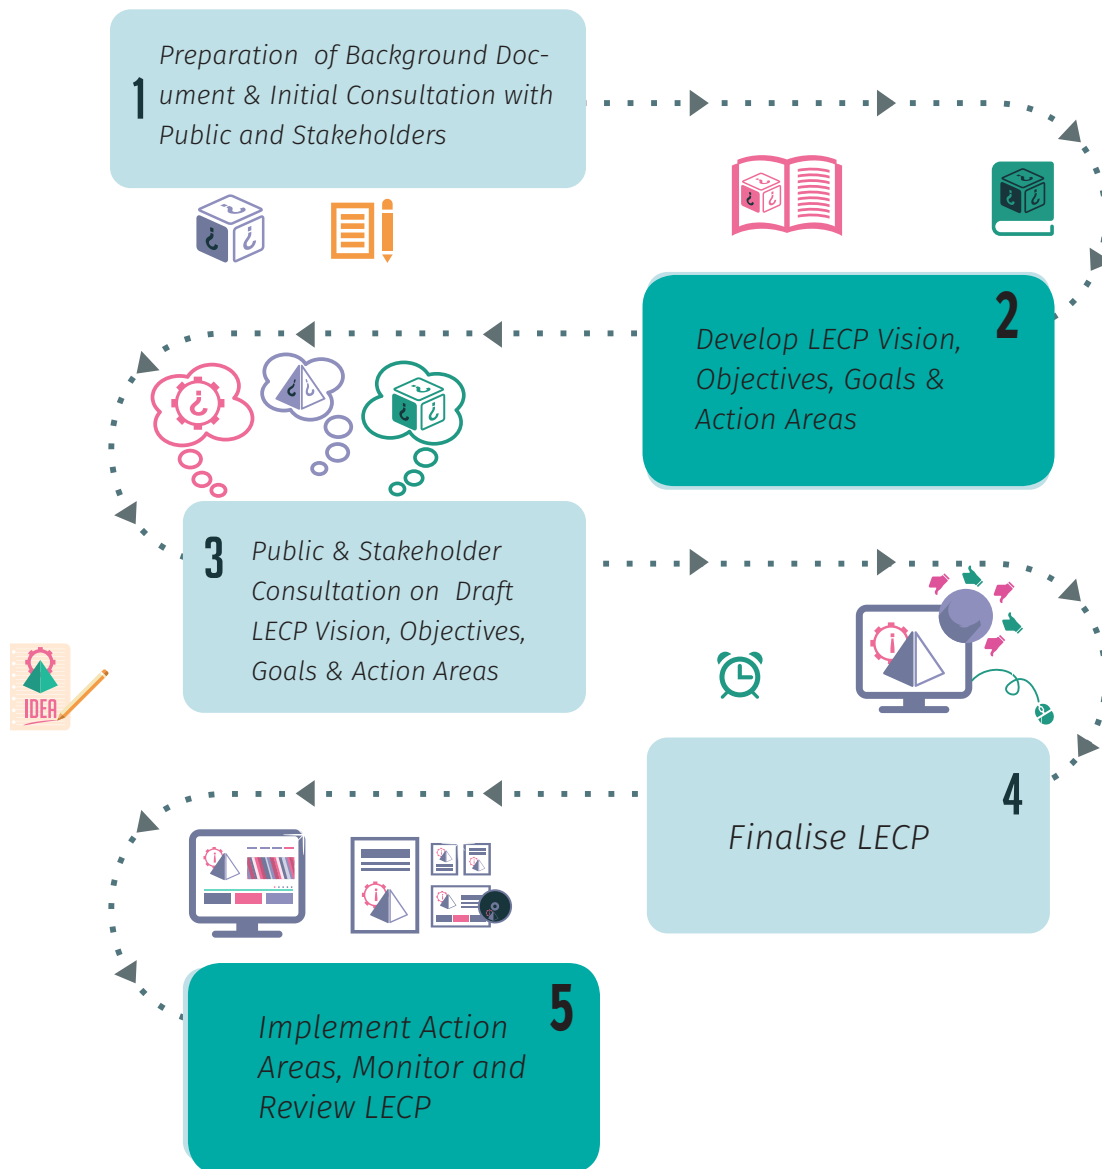 1
Preparation of Background Doc-
ument & Initial Consultation with
Public and Stakeholders
2
Develop LECP Vision,
Objectives, Goals &
Action Areas
3
Public & Stakeholder
Consultation on Draft
LECP Vision, Objectives,
Goals & Action Areas
IDEA
4
Finalise LECP
5
Implement Action
Areas, Monitor and
Review LECP